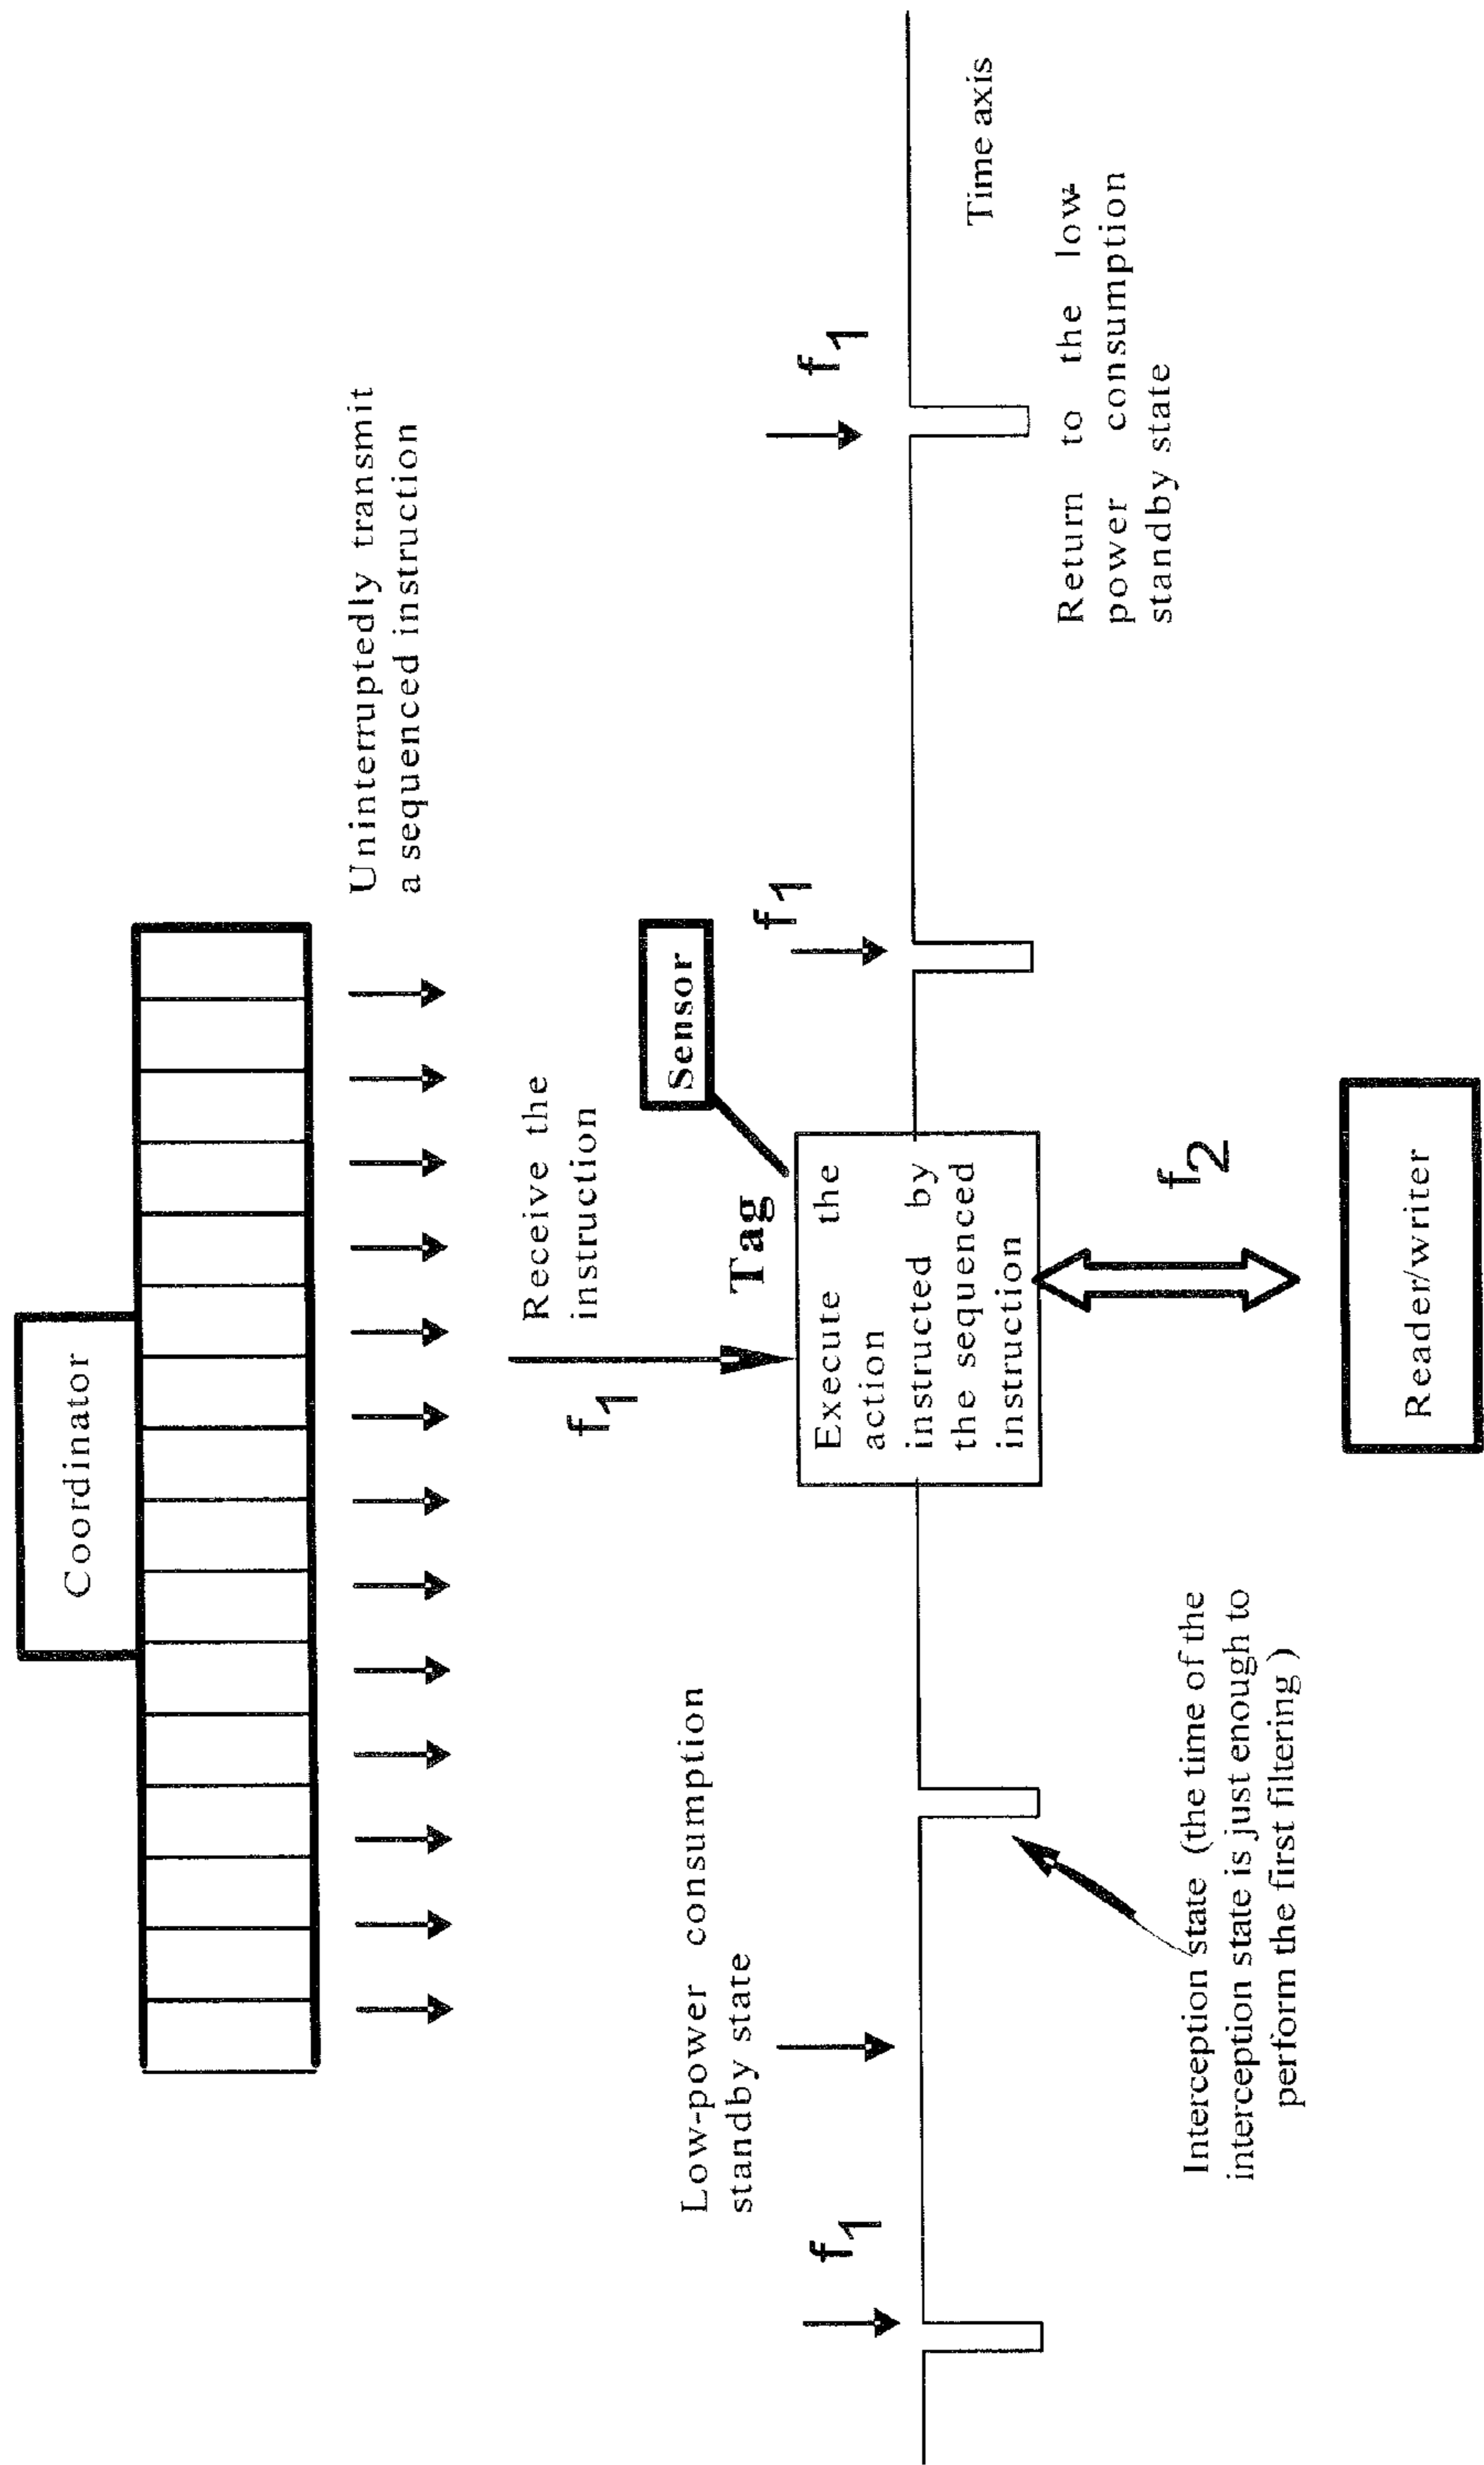 Coordinator
Uninterruptedly transmit
a sequenced instruction
Receive the
instruction
f1
Low-power consumption
standby state
f1
Tag
Sensor
f1
f1
Execute the
action
instructed by
the sequenced
instruction
Time axis
Interception state (the time of the
interception state is just enough to
perform the first filtering )
f2
Return to the low-
power consumption
standby state
Reader/writer